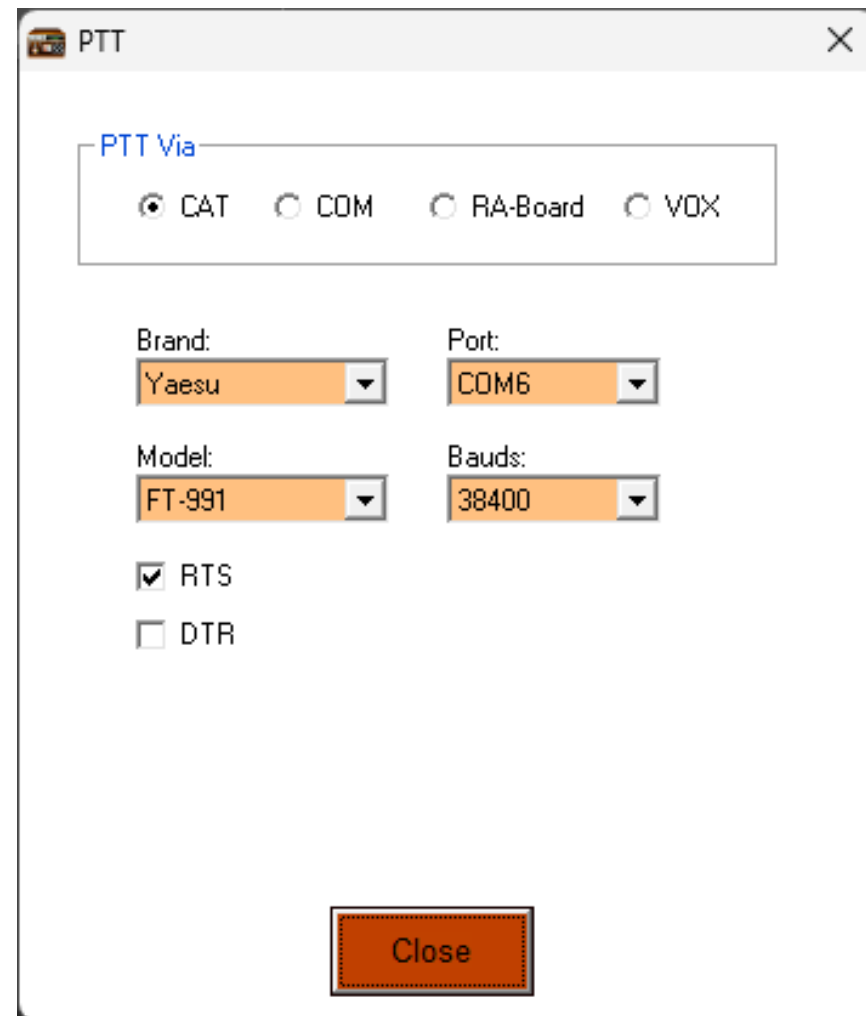 PTT
PTT Via
CAT COM RA-Board VOX
Brand: Port:
Yaesu COM6
Model: Bauds:
FT-991 38400
RTS
DTR
Close